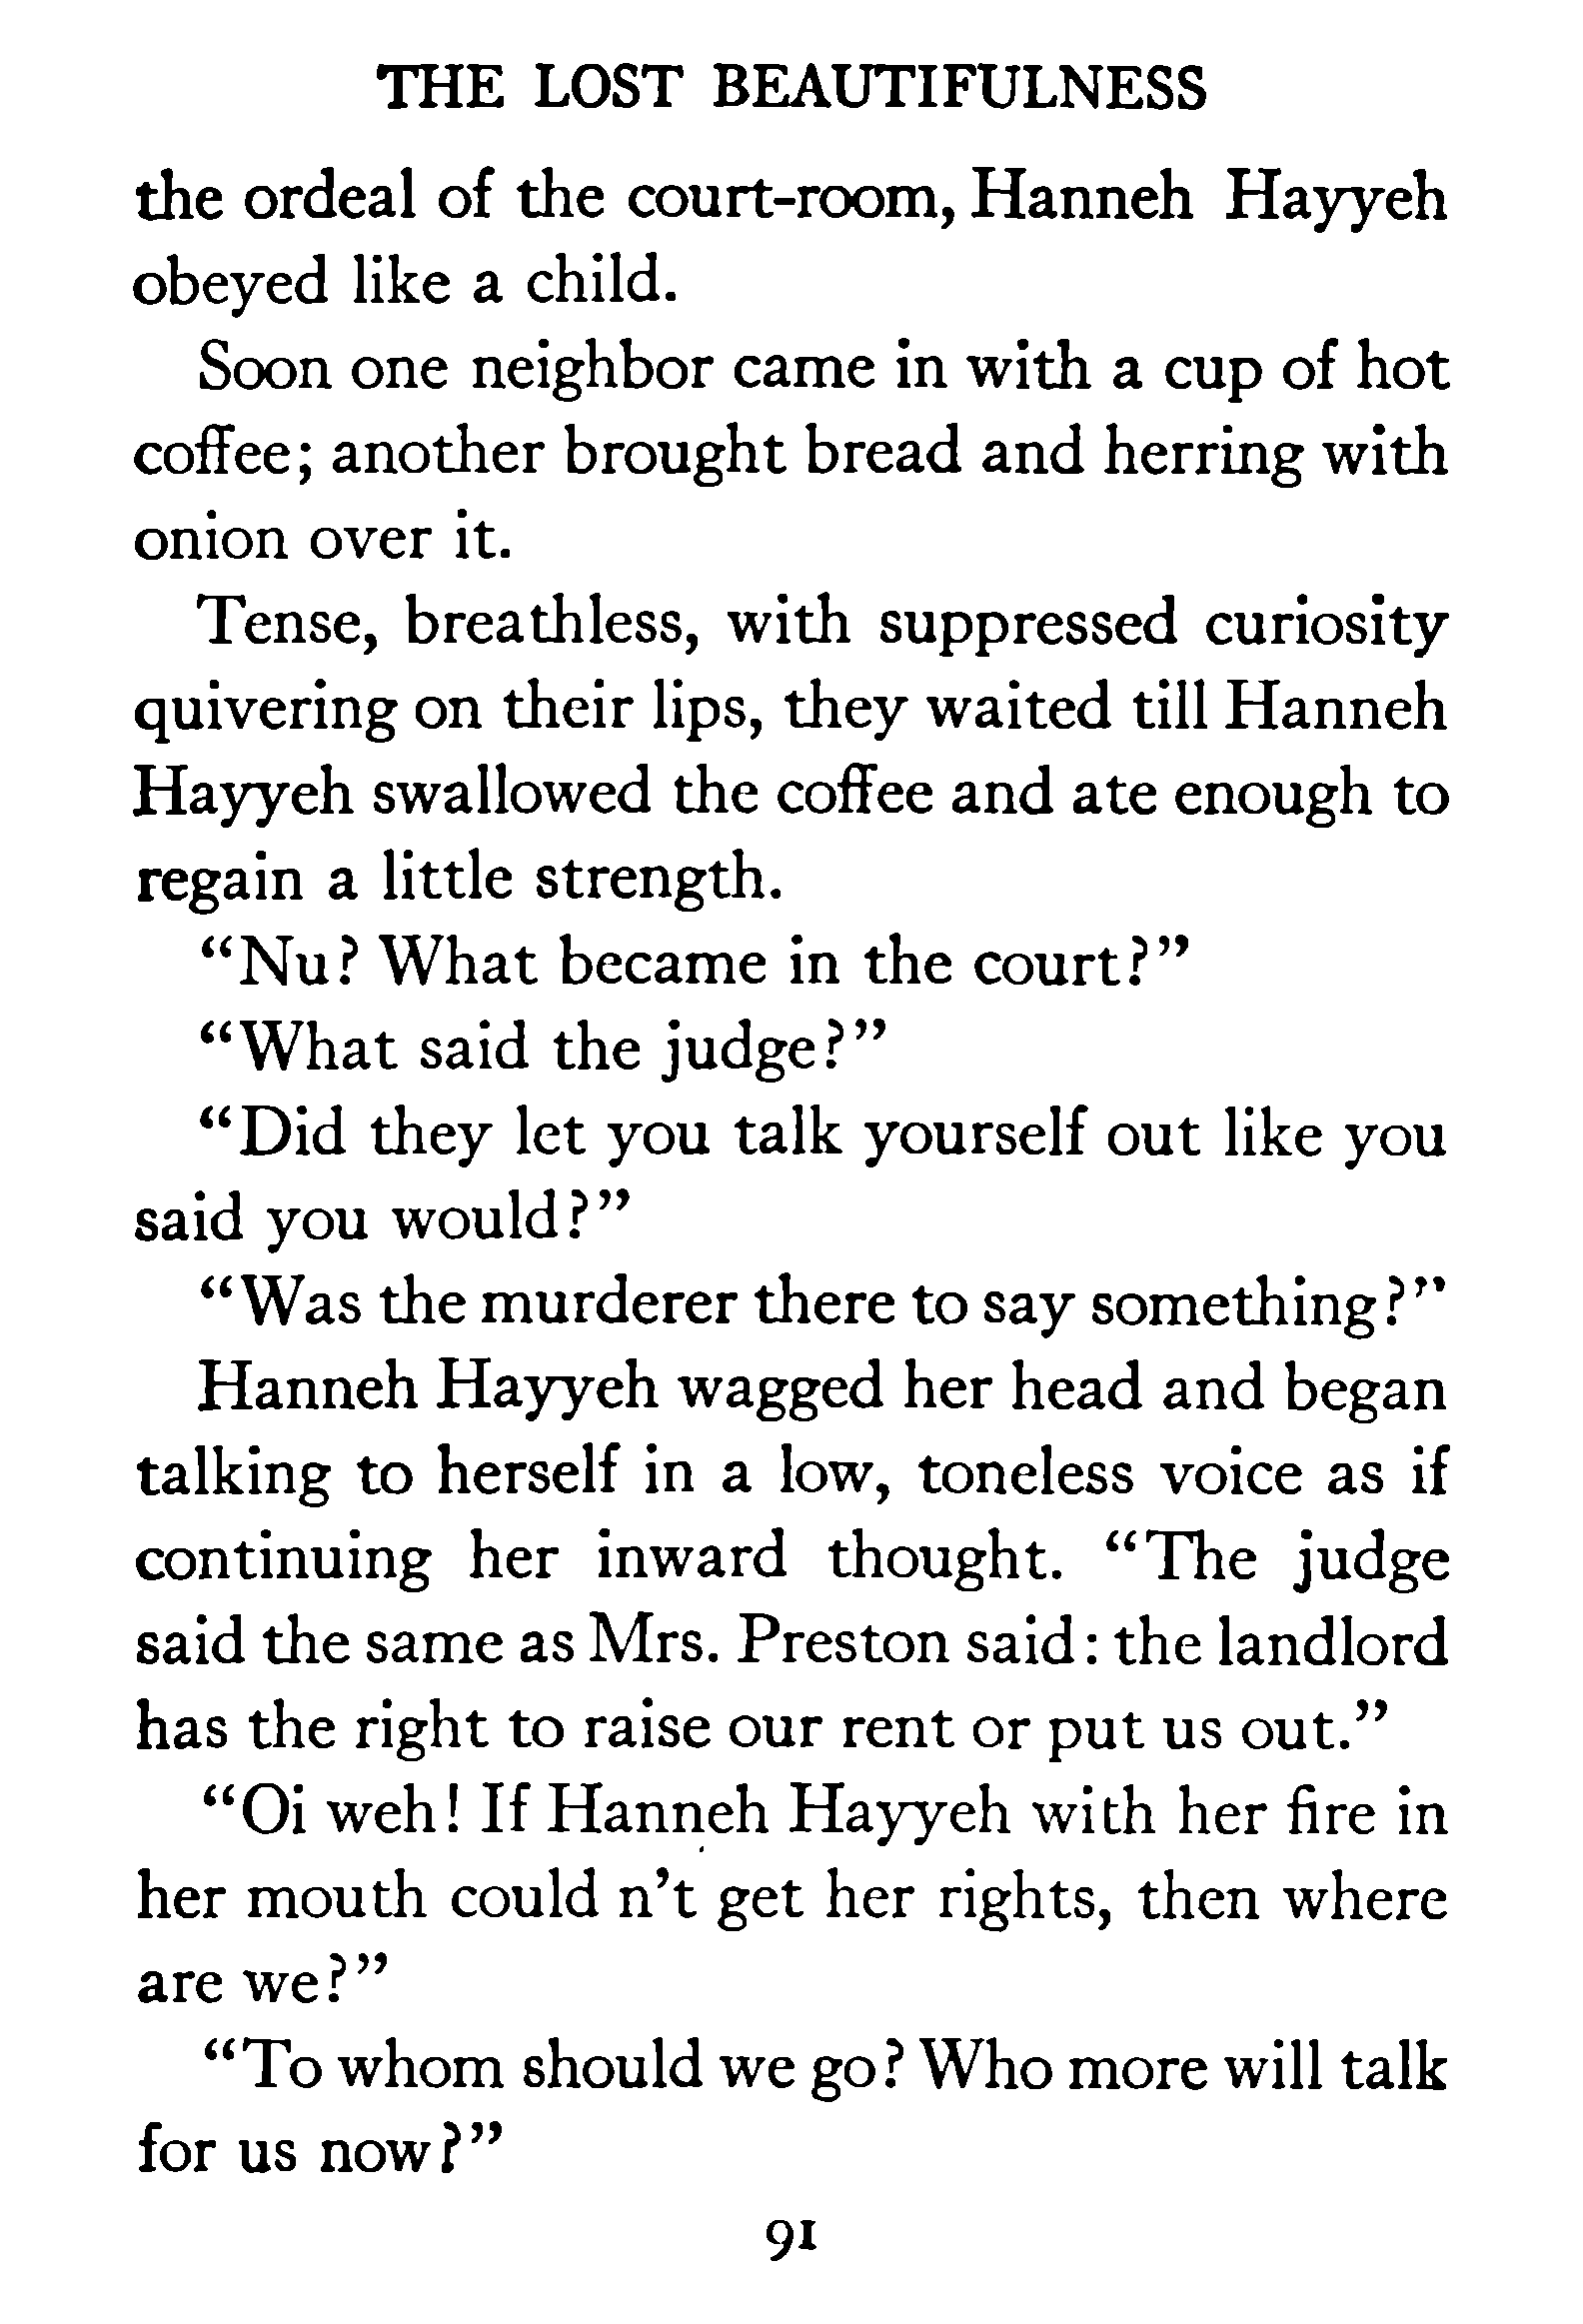 THE LOST BEAUTIFULNESS
the ordeal of the court-room, Hanneh Hayyeh
obeyed like a child.
Soon one neighbor came in with a cup of hot
coffee; another brought bread and herring with
onion over it.
Tense, breathless, with suppressed curiosity
quivering on their lips, they waited till Hanneh
Hayyeh swallowed the coffee and ate enough to
regain a little strength.
“Nu? What became in the court?”
“What said the judge?”
“Did they let you talk yourself out like you
said you would?”
“Was the murderer there to say something?”
Hanneh Hayyeh wagged her head and began
talking to herself in a low, toneless voice as if
continuing her inward thought. “The judge
said the same as Mrs. Preston said: the landlord
has the right to raise our rent or put us out.”
“Oi weh! If Hanneh Hayyeh with her fire in
her mouth could n’t get her rights, then where
are we?”
“To whom should we go? Who more will talk
for us now?”
91